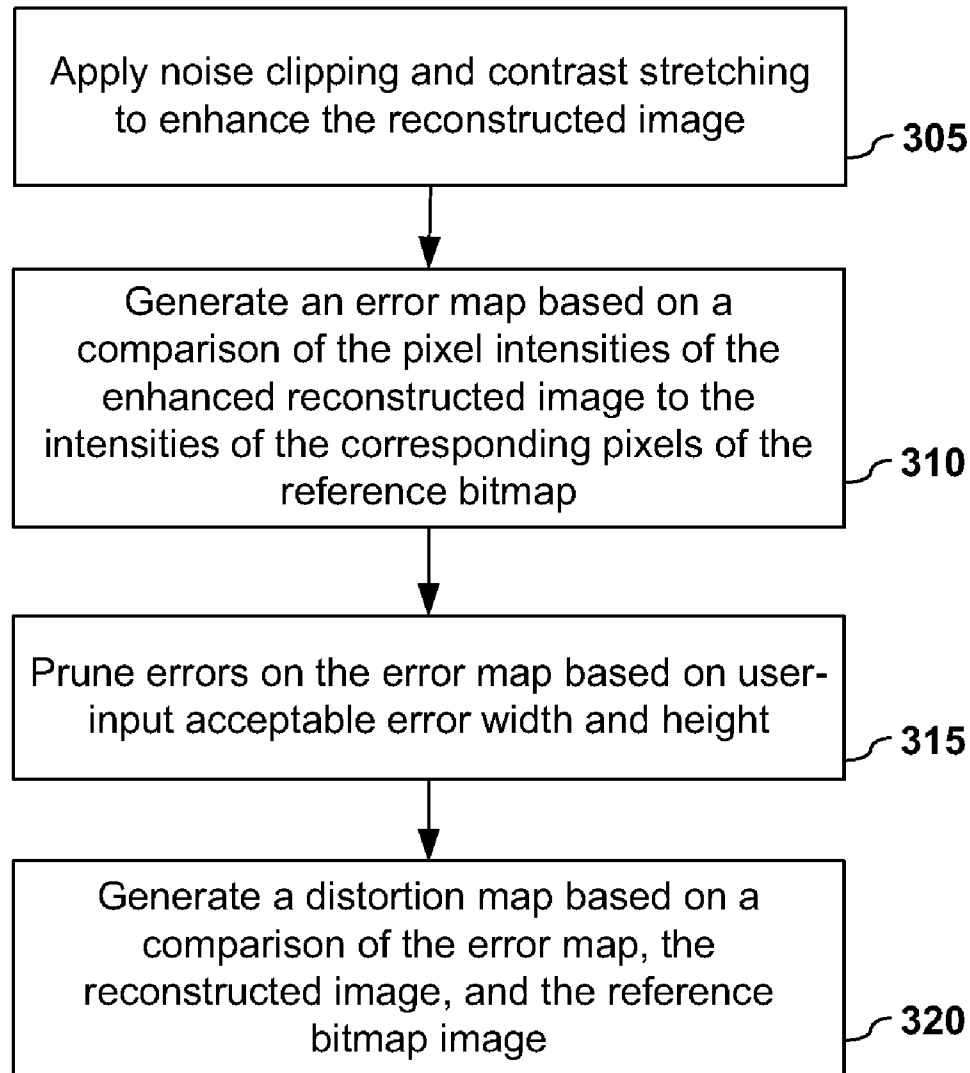 Apply noise clipping and contrast stretching
to enhance the reconstructed image
305
Generate an error map based on a
comparison of the pixel intensities of the
enhanced reconstructed image to the
intensities of the corresponding pixels of the
reference bitmap
310
Prune errors on the error map based on user-
input acceptable error width and height
315
Generate a distortion map based on a
comparison of the error map, the
reconstructed image, and the reference
bitmap image
320